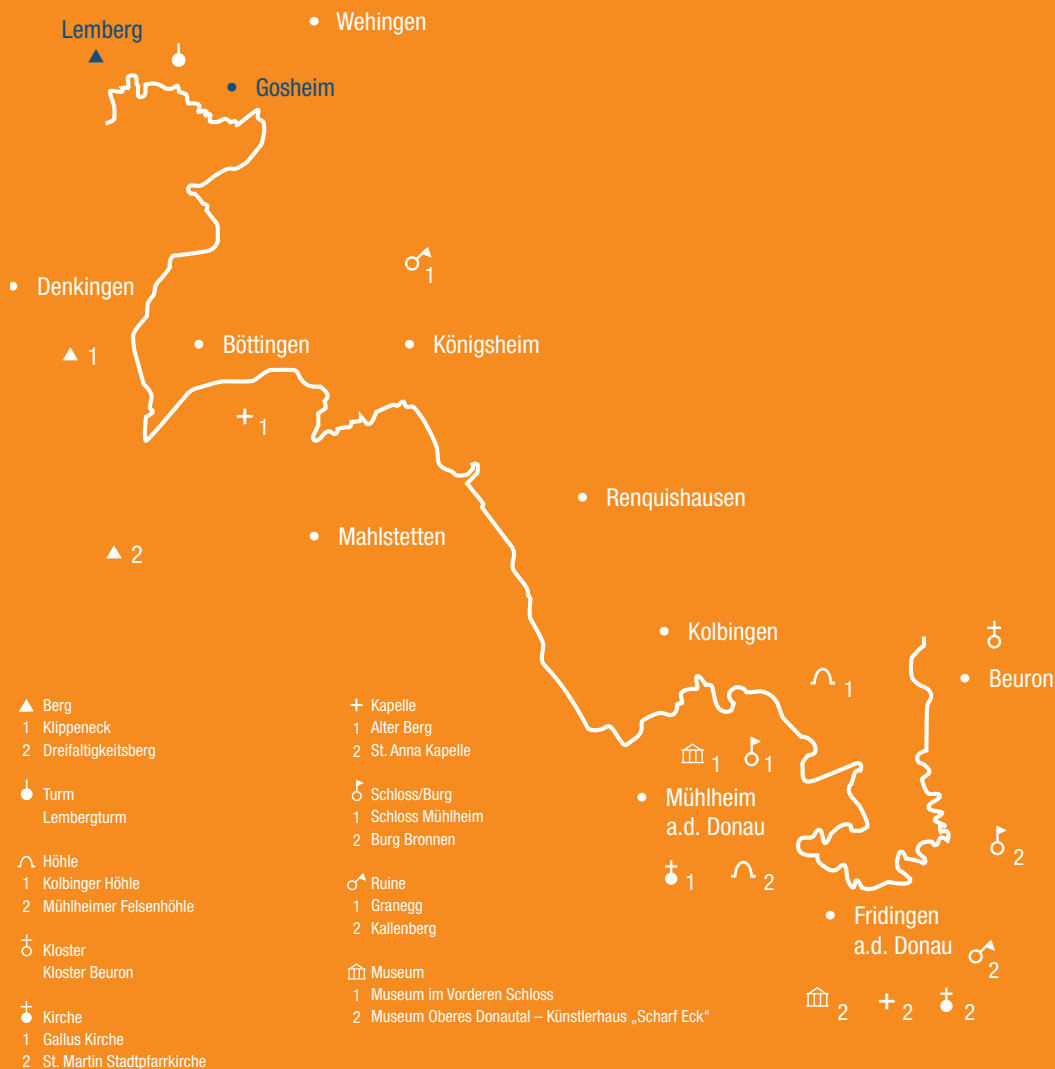 Lemberg
Wehingen
Gosheim
1
Denkingen
Böttingen
Königsheim
1
1
Renquishausen
Mahlstetten
2
Kolbingen
1
Beuron
1
1
Mühlheim
a.d. Donau
2
1
2
Fridingen
a.d. Donau
2
2
2
2
Berg
1 Klippeneck
2 Dreifaltigkeitsberg
Turm
Lembergturm
Höhle
1 Kolbinger Höhle
2 Mühlheimer Felsenhöhle
Kloster
Kloster Beuron
Kirche
1 Gallus Kirche
2 St. Martin Stadtpfarrkirche
Kapelle
1 Alter Berg
2 St. Anna Kapelle
Schloss/Burg
1 Schloss Mühlheim
2 Burg Bronnen
Ruine
1 Granegg
2 Kallenberg
Museum
1 Museum im Vorderen Schloss
2 Museum Oberes Donautal – Künstlerhaus „Scharf Eck"